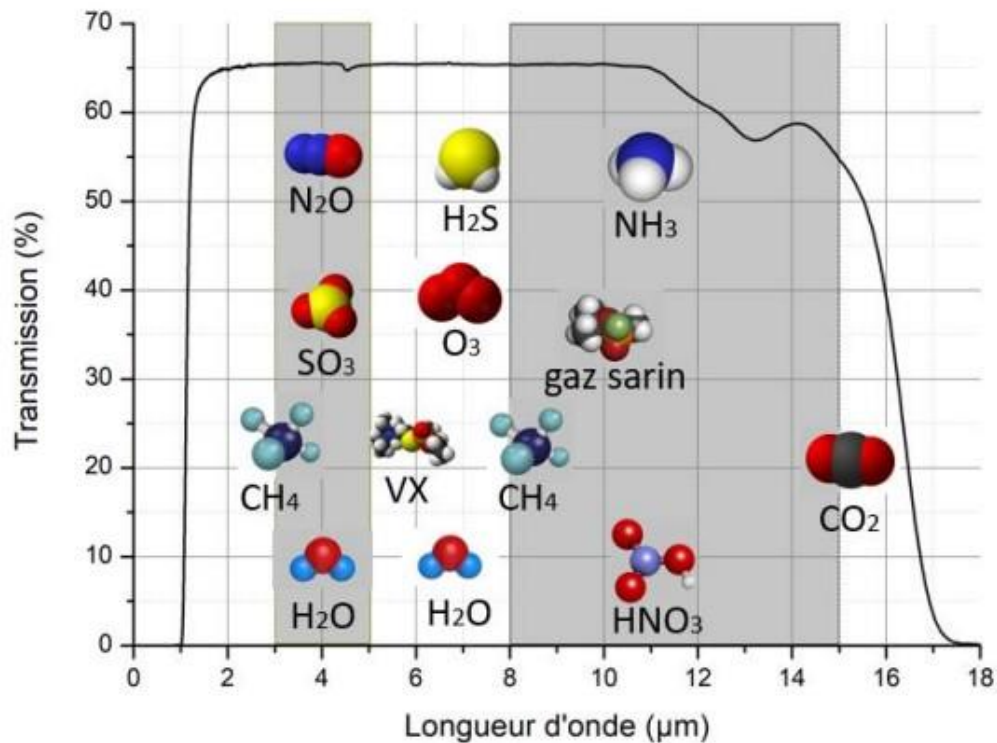 70
60
50
40
30
20
10
0
Transmission (%)
N₂O
H₂S
NH₃
SO₃
O₃
gaz sarin
CH₄
VX
CH₄
CO₂
H₂O
H₂O
HNO₃
0 2 4 6 8 10 12 14 16 18
Longueur d'onde (µm)